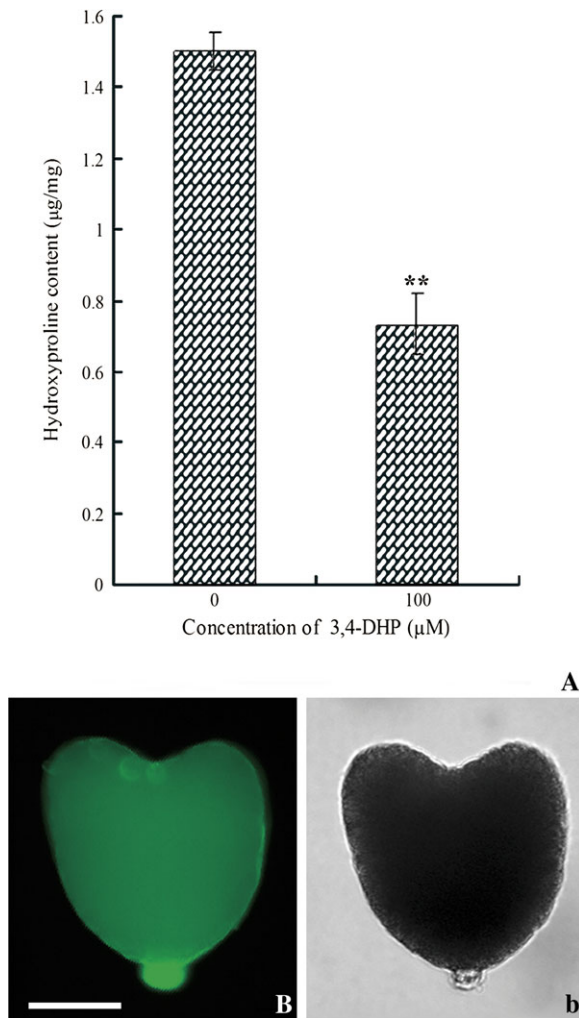 1.6
1.4
1.2
1
0.8
0.6
0.4
0.2
0
Hydroxyproline content (μg/mg)
**
0
100
Concentration of 3,4-DHP (μM)
A
B
b